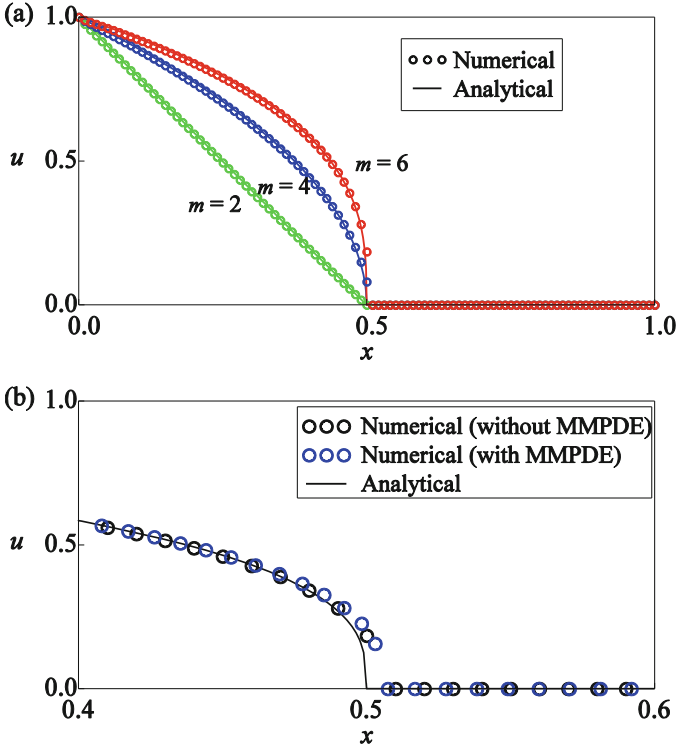 (a)
1.0
Numerical
Analytical
u
0.5
m = 6
m = 4
m = 2
0.0
0.0 0.5 1.0
x
(b)
1.0
Numerical (without MMPDE)
Numerical (with MMPDE)
Analytical
u
0.5
0.0
0.4 0.5 0.6
x